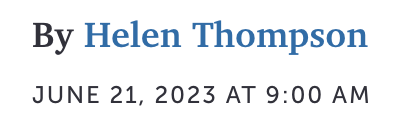 By Helen Thompson
JUNE 21, 2023 AT 9:00 AM